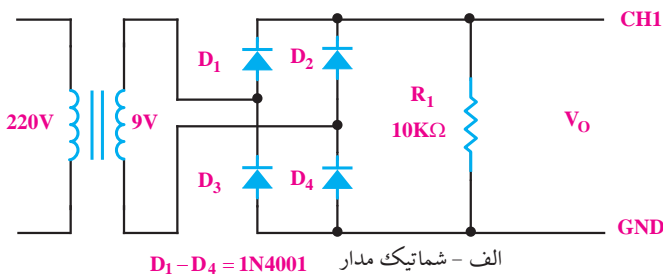 CH1
D1
D2
R1
10KΩ
220V
9V
VO
D3
D4
GND
D1 – D4 = 1N4001
الف – شماتیک مدار